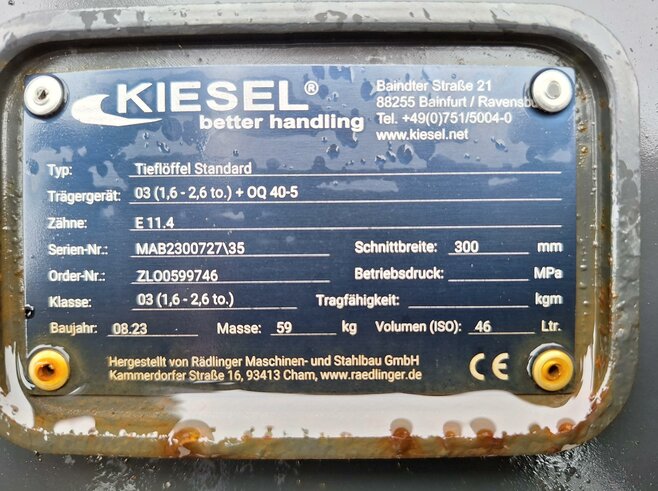 KIESEL®
better handling
Baindter Straße 21
88255 Bainfurt /
Tel. +49(0)751/5004-0
www.kiesel.net
Typ: Tieflöffel Standard
Trägergerät: 03 (1,6 - 2,6 to.) + OQ 40-5
Zähne: E 11.4
Serien-Nr.: MAB2300727\35 Schnittbreite: 300 mm
Order-Nr.: ZLO0599746 Betriebsdruck: MPa
Klasse: 03 (1,6 - 2,6 to.) Tragfähigkeit: kgm
Baujahr: 08.23 Masse: 59 kg Volumen (ISO): 46 Ltr.
Hergestellt von Rädlinger Maschinen- und Stahlbau GmbH
Kammerdorfer Straße 16, 93413 Cham, www.raedlinger.de
CE